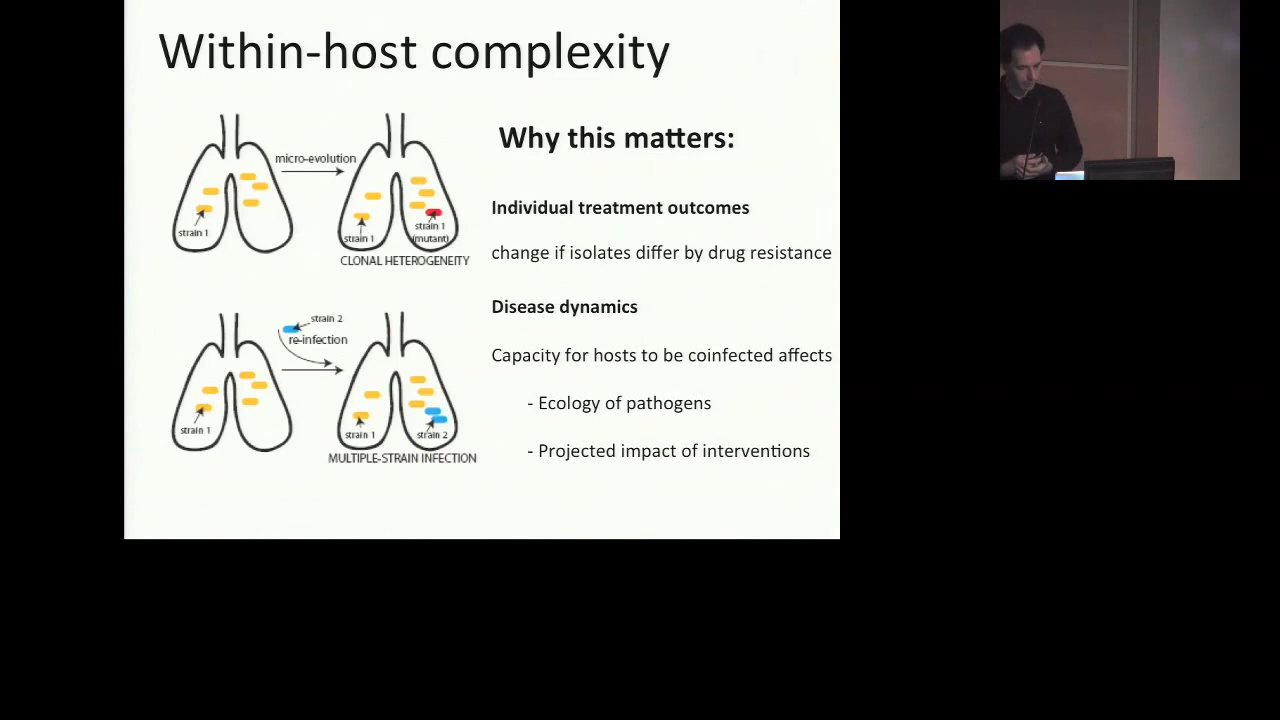 Within-host complexity
micro-evolution
strain 1
strain 1
strain 1
(mutant)
CLONAL HETEROGENEITY
strain 2
re-infection
strain 1
strain 1
strain 2
MULTIPLE-STRAIN INFECTION
Why this matters:
Individual treatment outcomes
change if isolates differ by drug resistance
Disease dynamics
Capacity for hosts to be coinfected affects
- Ecology of pathogens
- Projected impact of interventions